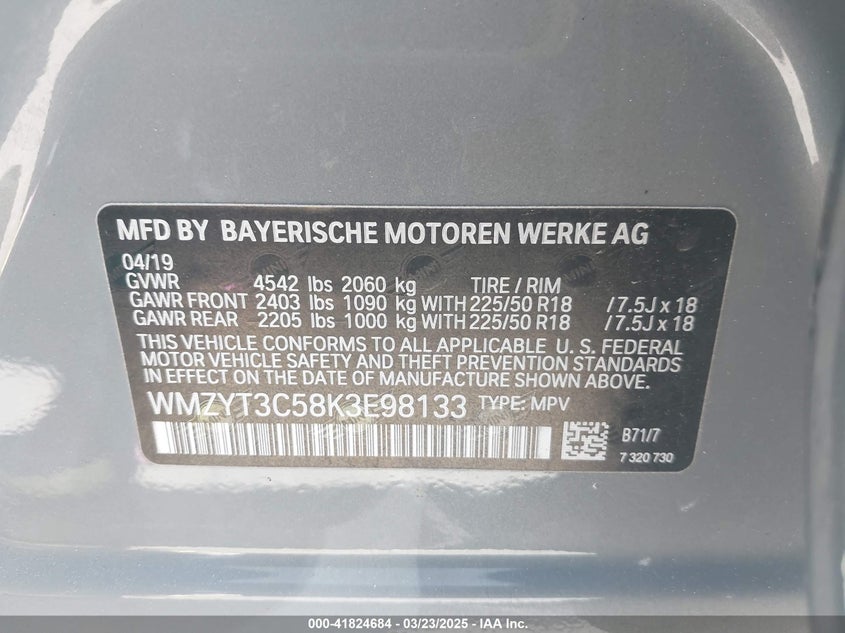 MFD BY BAYERISCHE MOTOREN WERKE AG
04/19
GVWR 4542 lbs 2060 kg TIRE / RIM
GAWR FRONT 2403 lbs 1090 kg WITH 225/50 R18 / 7.5J x 18
GAWR REAR 2205 lbs 1000 kg WITH 225/50 R18 / 7.5J x 18
THIS VEHICLE CONFORMS TO ALL APPLICABLE U. S. FEDERAL
MOTOR VEHICLE SAFETY AND THEFT PREVENTION STANDARDS
IN EFFECT ON THE DATE OF MANUFACTURE SHOWN ABOVE.
WMZYT3C58K3E98133 TYPE: MPV
B71/7
7 320 730
000-41824684 - 03/23/2025 - IAA Inc.